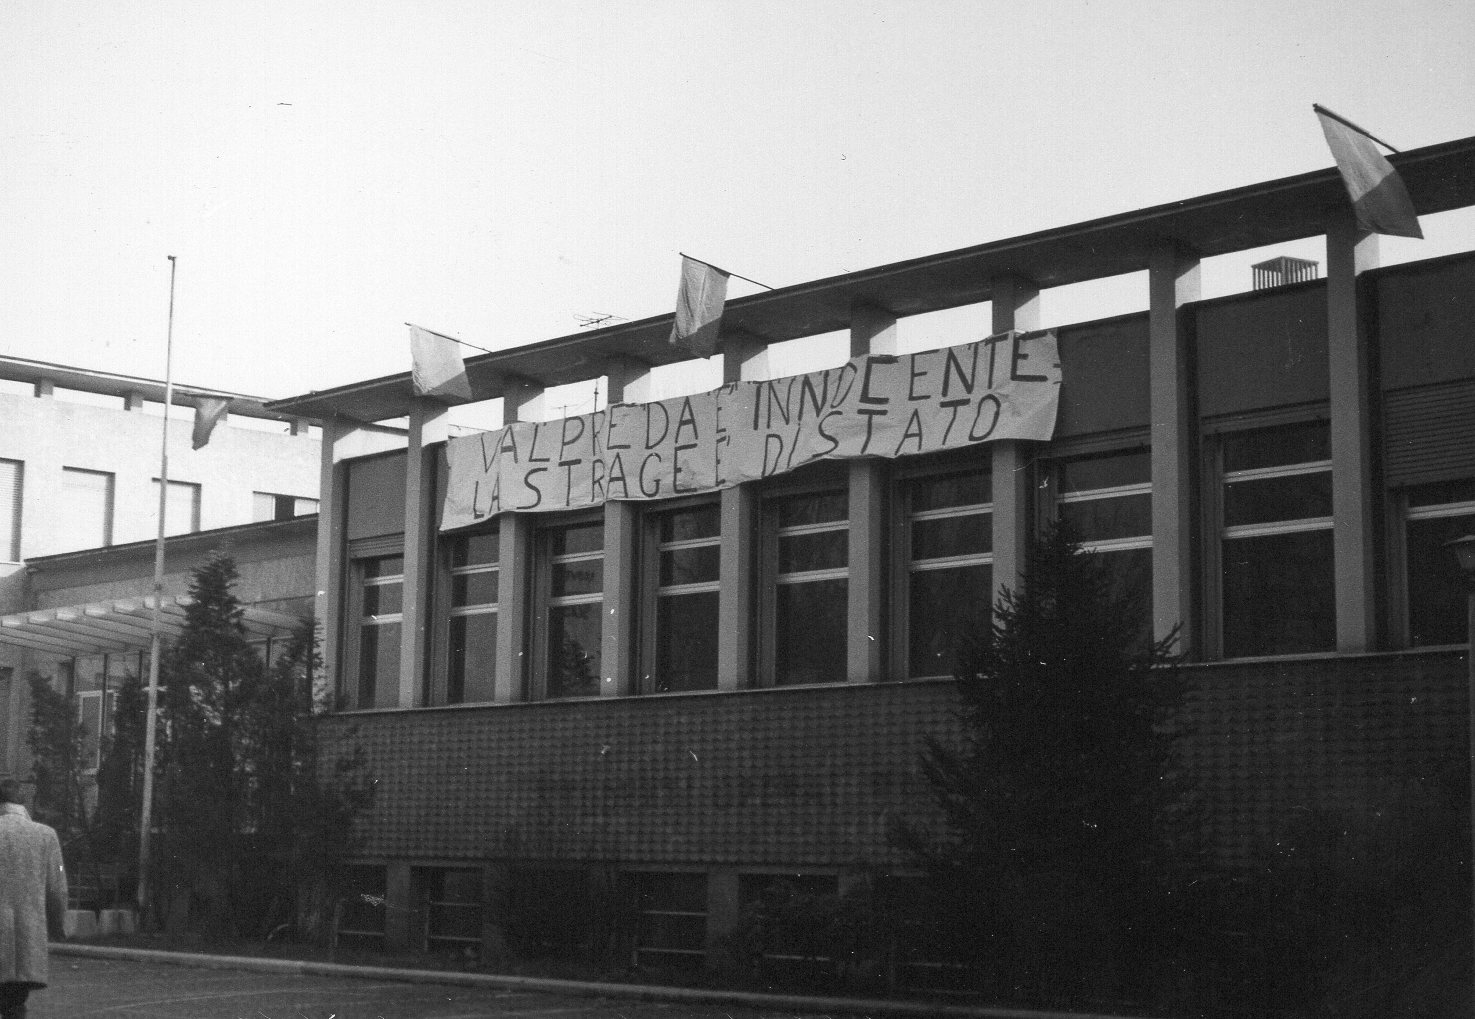 VALPREDA È INNOCENTE-
LA STRAGE È DI STATO